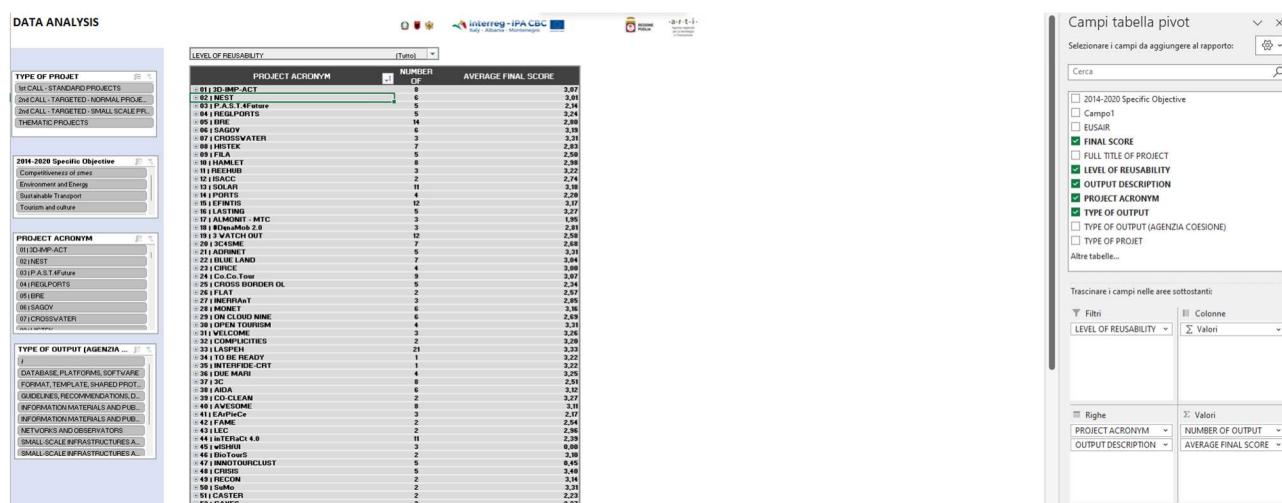 DATA ANALYSIS
interreg - IPA CBC
Italy - Albania - Montenegro
REGIONE
PUGLIA
·a·r·t·i·
LEVEL OF REUSABILITY (Tutto)
PROJECT ACRONYM NUMBER OF AVERAGE FINAL SCORE
01 | 3D-IMP-ACT 8 3,07
02 | NEST 6 3,01
03 | P.A.S.T.4Future 5 2,14
04 | REGLPORTS 5 3,24
05 | BRE 14 2,80
06 | SAGOV 6 3,19
07 | CROSSWATER 3 3,31
08 | HISTEK 7 2,83
09 | FILA 5 2,50
10 | HAMLET 8 2,98
11 | REEHUB 3 3,22
12 | ISACC 2 2,74
13 | SOLAR 11 3,18
14 | PORTS 4 2,20
15 | EFINTIS 12 3,17
16 | LASTING 5 3,27
17 | ALMONIT - MTC 3 1,95
18 | #DynaMob 2.0 3 2,81
19 | 3 WATCH OUT 12 2,58
20 | 3C4SME 7 2,68
21 | ADRINET 5 3,31
22 | BLUE LAND 7 3,04
23 | CIRCE 4 3,00
24 | Co.Co.Tour 9 3,07
25 | CROSS BORDER OL 5 2,34
26 | FLAT 2 2,57
27 | INERRAnT 3 2,85
28 | MONET 6 3,16
29 | ON CLOUD NINE 6 2,69
30 | OPEN TOURISM 4 3,31
31 | WELCOME 3 3,26
32 | COMPLICITIES 2 3,20
33 | LASPEH 21 3,33
34 | TO BE READY 1 3,22
35 | INTERFIDE-CRT 1 3,22
36 | DUE MARI 4 3,25
37 | 3C 8 2,51
38 | AIDA 6 3,12
39 | CO-CLEAN 2 3,27
40 | AWESOME 8 3,11
41 | EArPieCe 3 2,17
42 | FAME 2 2,54
43 | LEC 2 2,96
44 | inTERaCt 4.0 11 2,39
45 | wISHfUl 3 0,00
46 | BioTourS 2 3,10
47 | INNOTOURCLUST 5 0,45
48 | CRISIS 5 3,40
49 | RECON 2 3,14
50 | SuMo 2 3,31
51 | CASTER 2 2,23
TYPE OF PROJET
1st CALL - STANDARD PROJECTS
2nd CALL - TARGETED - NORMAL PROJE...
2nd CALL - TARGETED - SMALL SCALE PR...
THEMATIC PROJECTS
2014-2020 Specific Objective
Competitiveness of smes
Environment and Energy
Sustainable Transport
Tourism and culture
PROJECT ACRONYM
01 | 3D-IMP-ACT
02 | NEST
03 | P.A.S.T.4Future
04 | REGLPORTS
05 | BRE
06 | SAGOV
07 | CROSSWATER
TYPE OF OUTPUT (AGENZIA ...
/
DATABASE, PLATFORMS, SOFTWARE
FORMAT, TEMPLATE, SHARED PROT...
GUIDELINES, RECOMMENDATIONS, D...
INFORMATION MATERIALS AND PUB...
INFORMATION MATERIALS AND PUB...
NETWORKS AND OBSERVATORS
SMALL-SCALE INFRASTRUCTURES A...
SMALL-SCALE INFRASTRUCTURES A...
Campi tabella pivot
Selezionare i campi da aggiungere al rapporto:
Cerca
2014-2020 Specific Objective
Campo1
EUSAIR
FINAL SCORE
FULL TITLE OF PROJECT
LEVEL OF REUSABILITY
OUTPUT DESCRIPTION
PROJECT ACRONYM
TYPE OF OUTPUT
TYPE OF OUTPUT (AGENZIA COESIONE)
TYPE OF PROJET
Altre tabelle...
Trascinare i campi nelle aree sottostanti:
Filtri
LEVEL OF REUSABILITY
Colonne
Σ Valori
Righe
PROJECT ACRONYM
OUTPUT DESCRIPTION
Σ Valori
NUMBER OF OUTPUT
AVERAGE FINAL SCORE